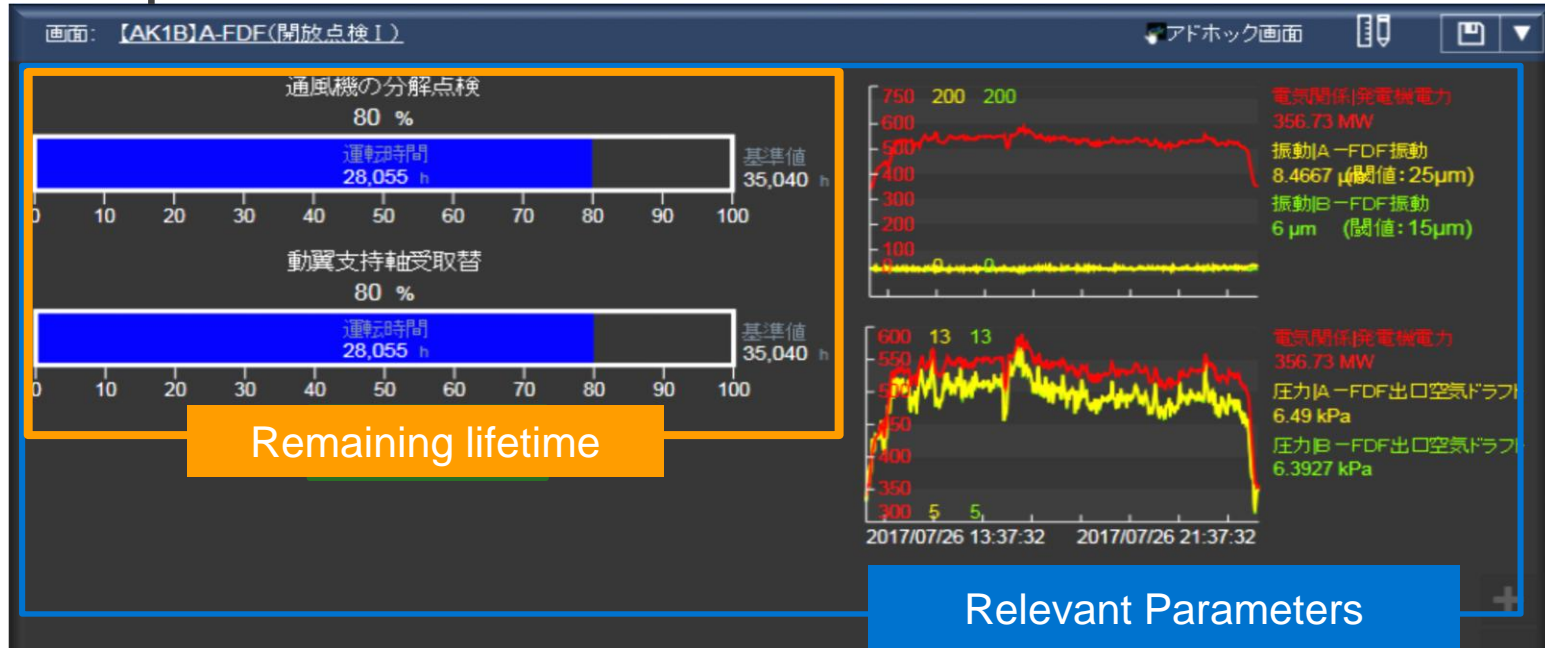 画面: 【AK1B】A-FDF(開放点検Ⅰ)
アドホック画面
通風機の分解点検
80 %
運転時間
28,055 h
基準値
35,040 h
0 10 20 30 40 50 60 70 80 90 100
動翼支持軸受取替
80 %
運転時間
28,055 h
基準値
35,040 h
0 10 20 30 40 50 60 70 80 90 100
Remaining lifetime
750 200 200
600
500
400
300
200
100
0 0 0
電気関係|発電機電力
356.73 MW
振動|A-FDF振動
8.4667 μm(閾値:25μm)
振動|B-FDF振動
6 μm (閾値:15μm)
600 13 13
550
500
450
400
350
300 5 5
2017/07/26 13:37:32 2017/07/26 21:37:32
電気関係|発電機電力
356.73 MW
圧力|A-FDF出口空気ドラフト
6.49 kPa
圧力|B-FDF出口空気ドラフト
6.3927 kPa
Relevant Parameters